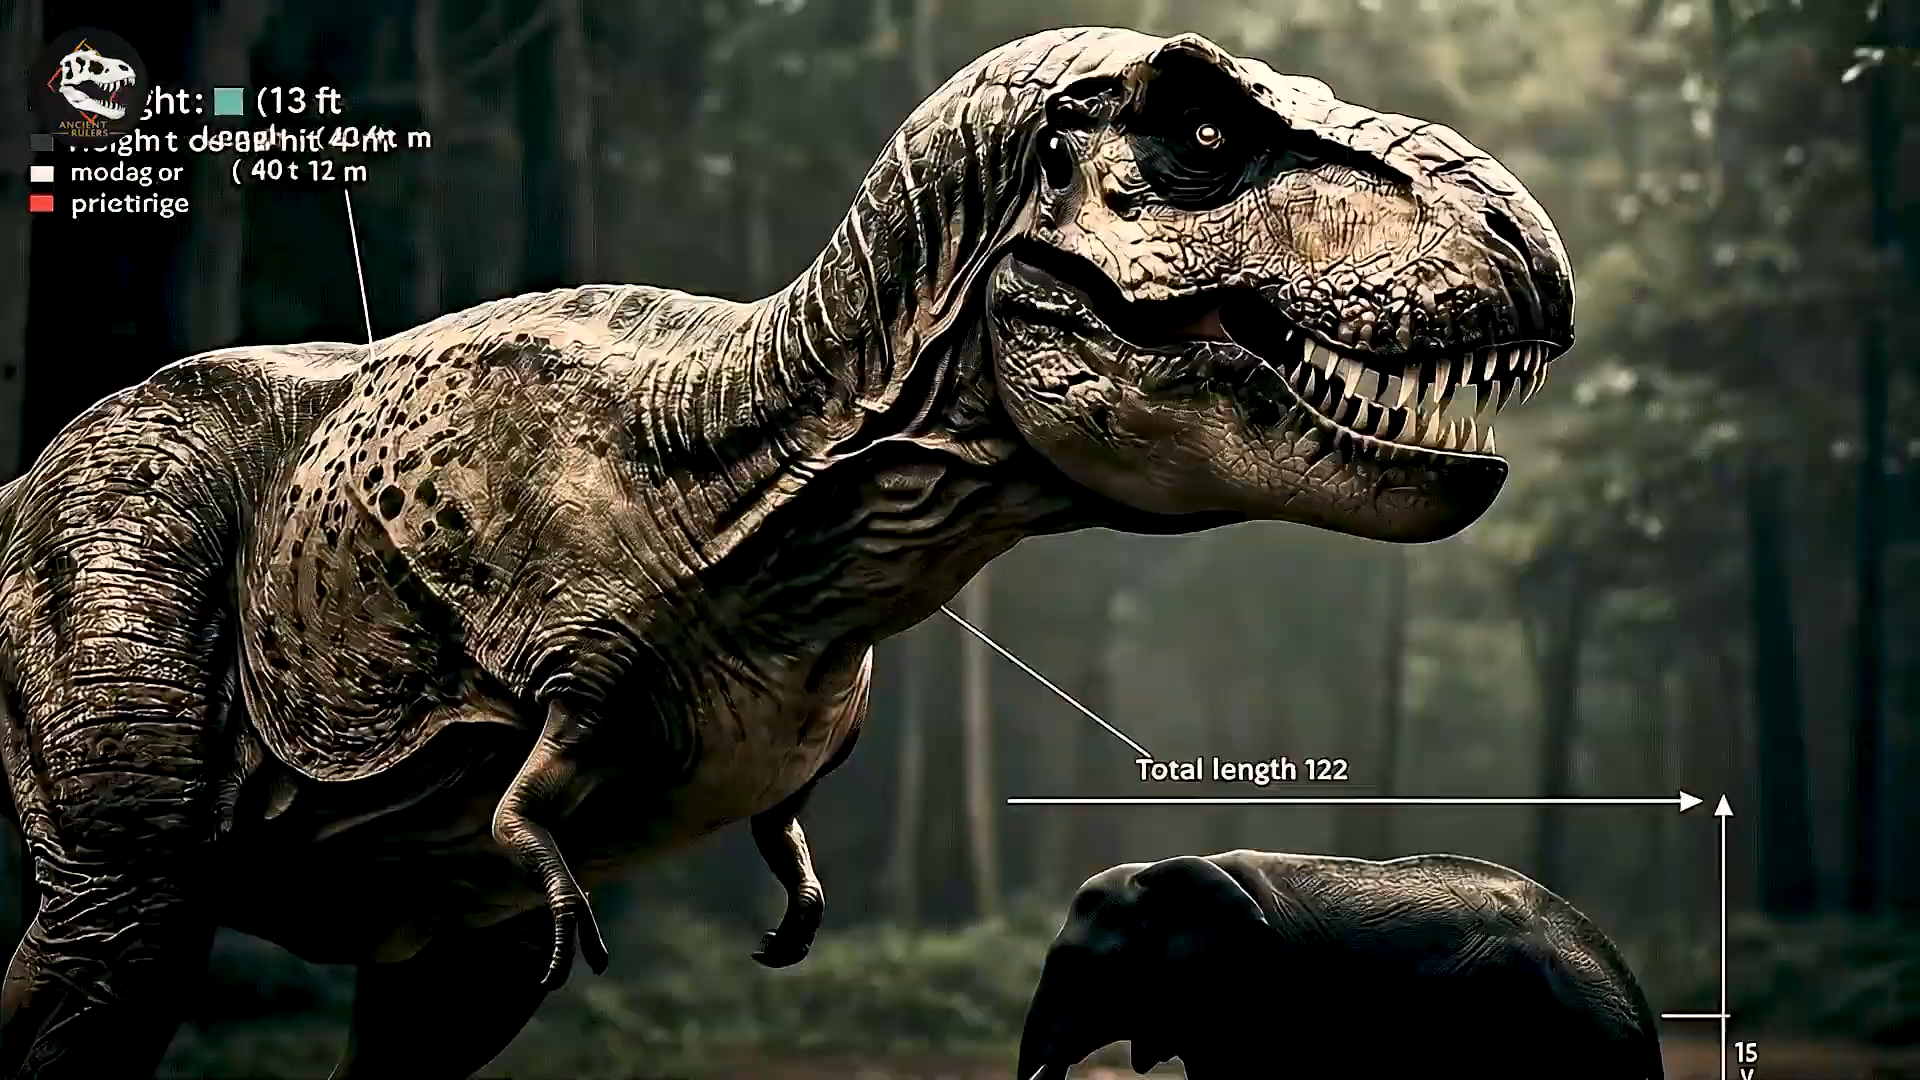 ght: (13 ft
ANCIENT
RULERS
( 40 t 12 m
modag or
prietirige
Total length 122
15
V